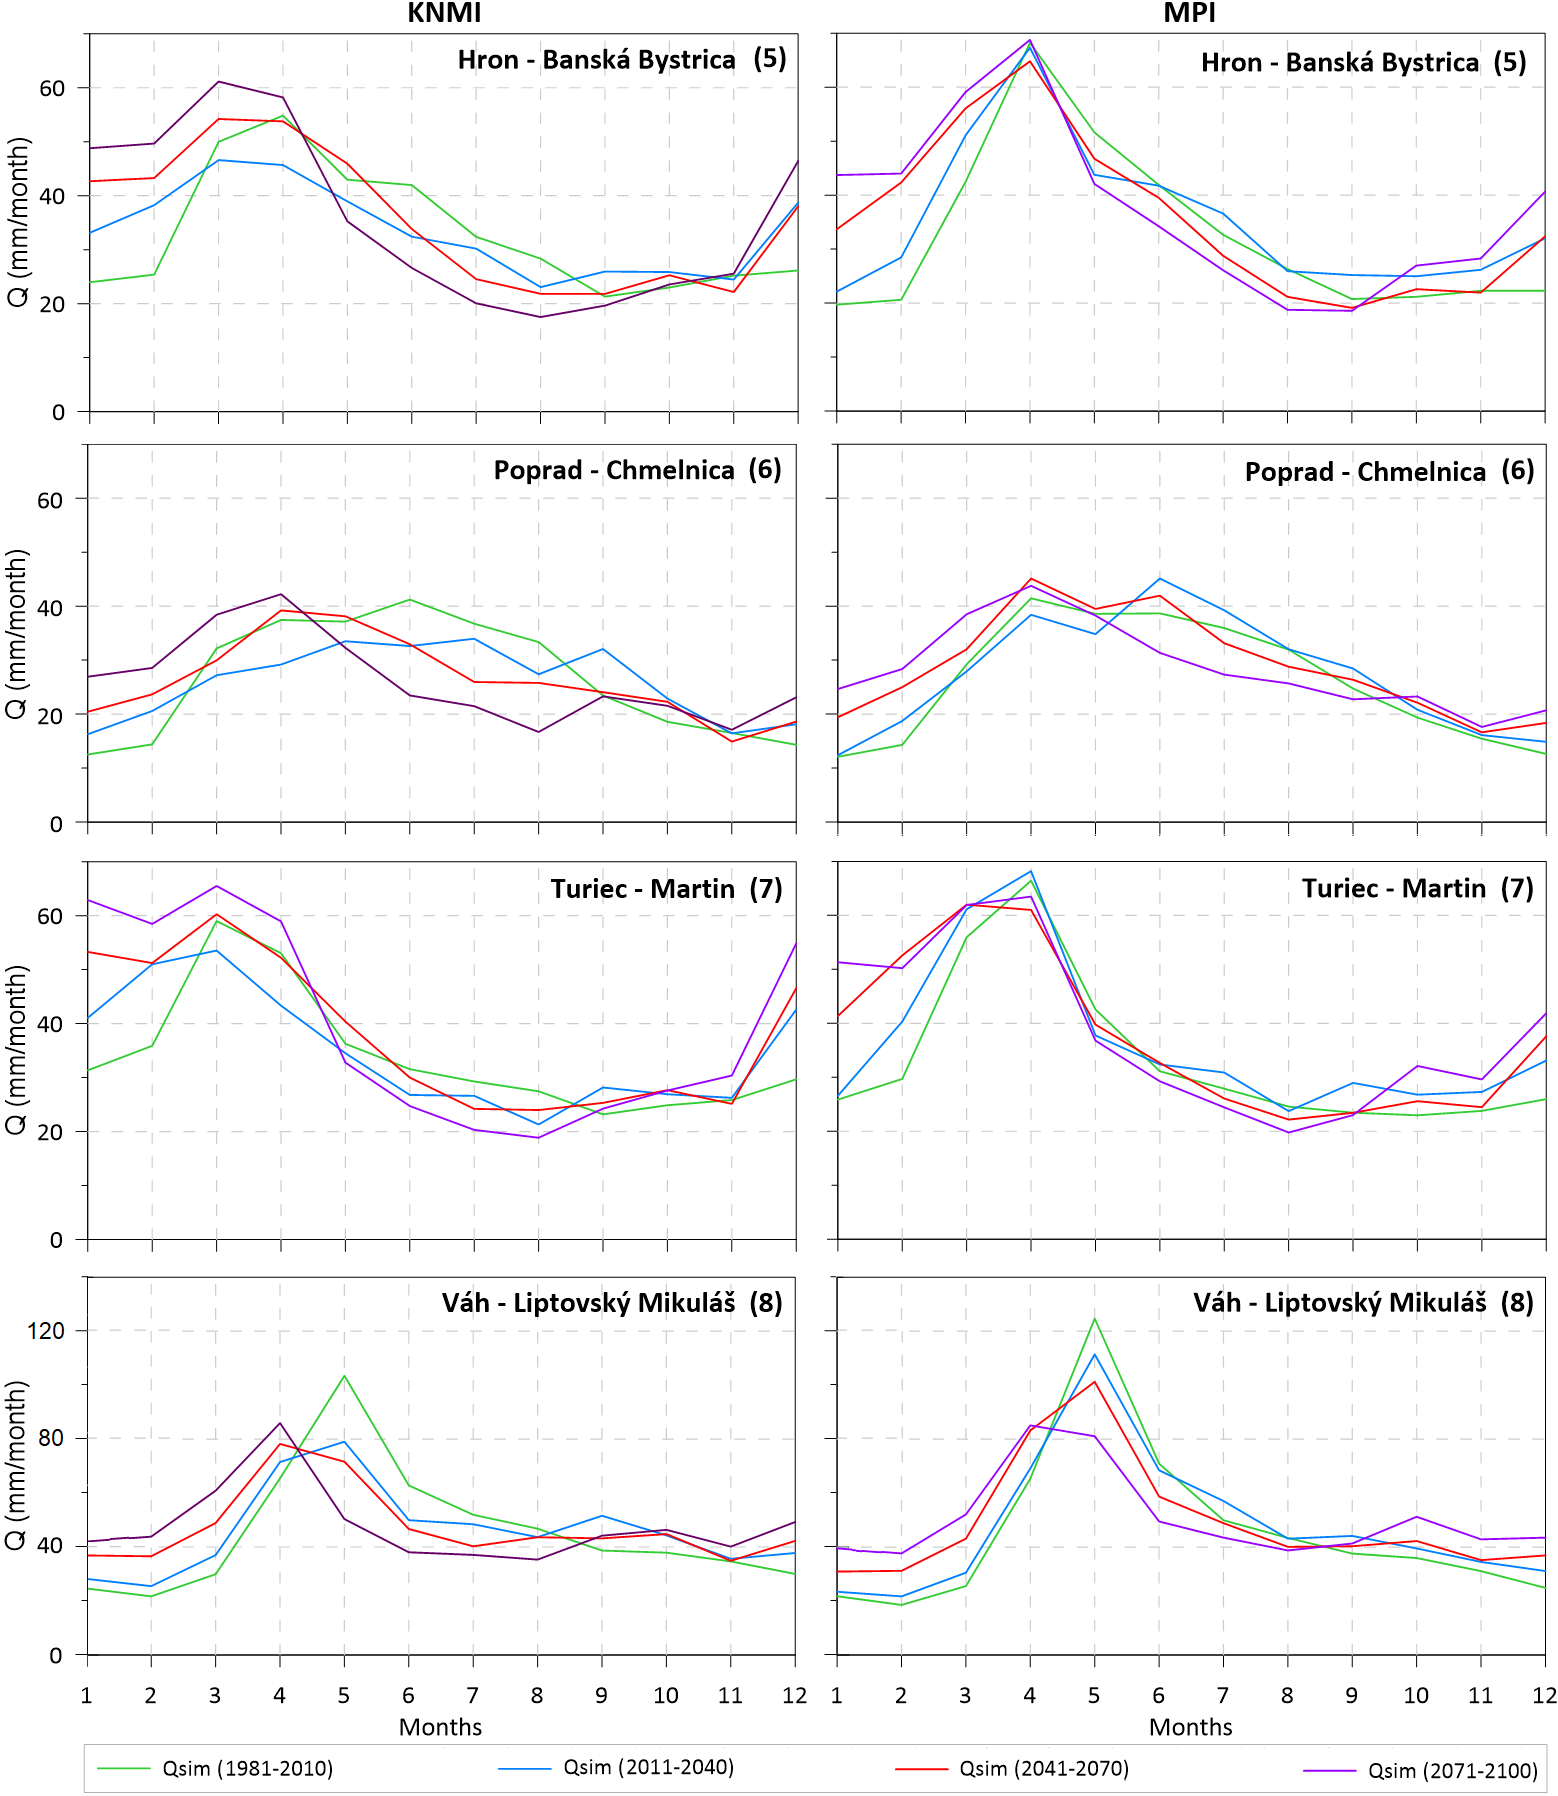 KNMI MPI
Hron - Banská Bystrica (5)
Hron - Banská Bystrica (5)
60
40
20
0
Q (mm/month)
Poprad - Chmelnica (6)
Poprad - Chmelnica (6)
60
40
20
0
Q (mm/month)
Turiec - Martin (7)
Turiec - Martin (7)
60
40
20
0
Q (mm/month)
Váh - Liptovský Mikuláš (8)
Váh - Liptovský Mikuláš (8)
120
80
40
0
Q (mm/month)
1 2 3 4 5 6 7 8 9 10 11 12
1 2 3 4 5 6 7 8 9 10 11 12
Months
Months
Qsim (1981-2010) Qsim (2011-2040) Qsim (2041-2070) Qsim (2071-2100)